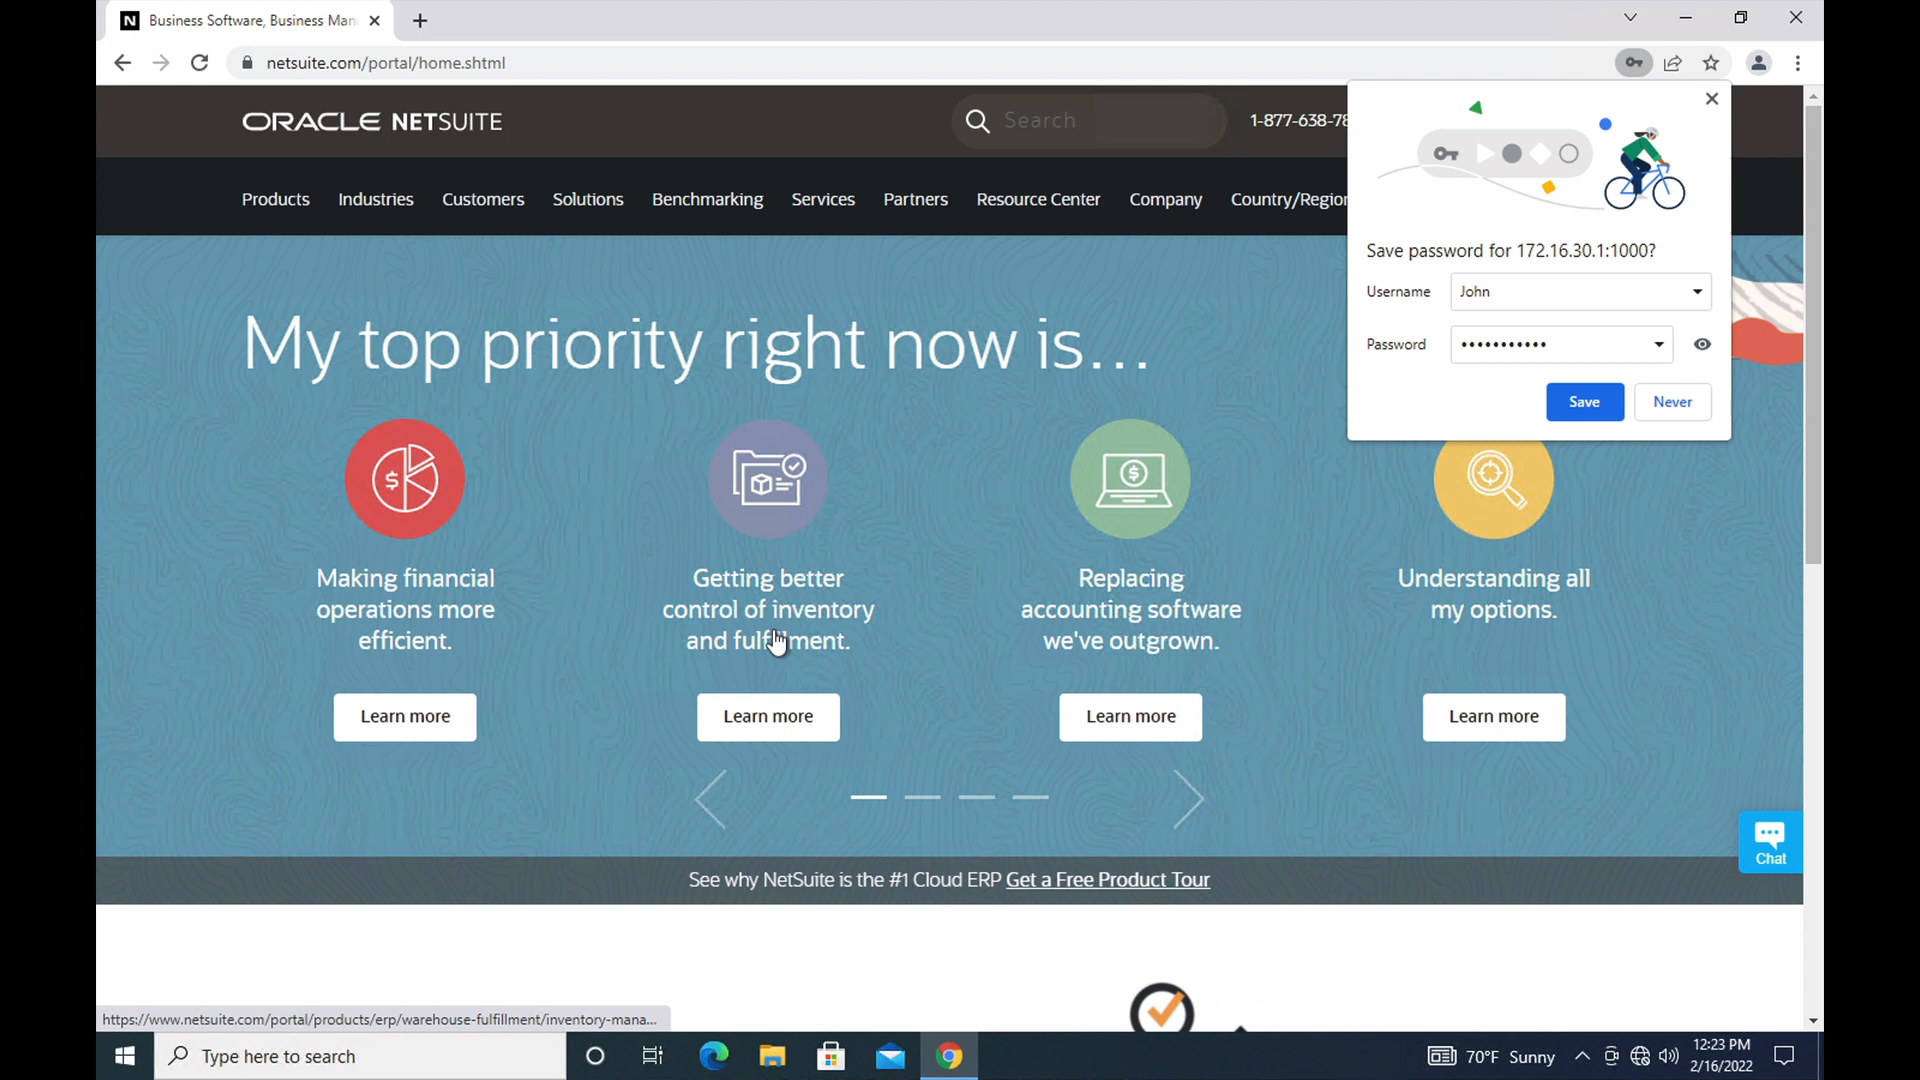 Business Software, Business Man
netsuite.com/portal/home.shtml
ORACLE NETSUITE
Search
1-877-638-78
Products Industries Customers Solutions Benchmarking Services Partners Resource Center Company Country/Region
Save password for 172.16.30.1:1000?
Username John
Password •••••••••••
Save Never
My top priority right now is...
Making financial
operations more
efficient.
Learn more
Getting better
control of inventory
and fulfillment.
Learn more
Replacing
accounting software
we've outgrown.
Learn more
Understanding all
my options.
Learn more
Chat
See why NetSuite is the #1 Cloud ERP Get a Free Product Tour
https://www.netsuite.com/portal/products/erp/warehouse-fulfillment/inventory-mana...
Type here to search
70°F Sunny
12:23 PM
2/16/2022